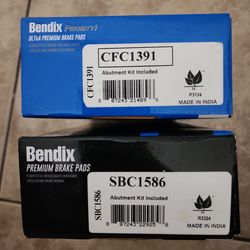 Bendix
PRIORITY1
ULTRA PREMIUM BRAKE PADS
CFC1391
CFC1391
Abutment Kit Included
N
P3124
MADE IN INDIA
Bendix
PREMIUM BRAKE PADS
SBC1586
SBC1586
Abutment Kit Included
N
MADE IN INDIA